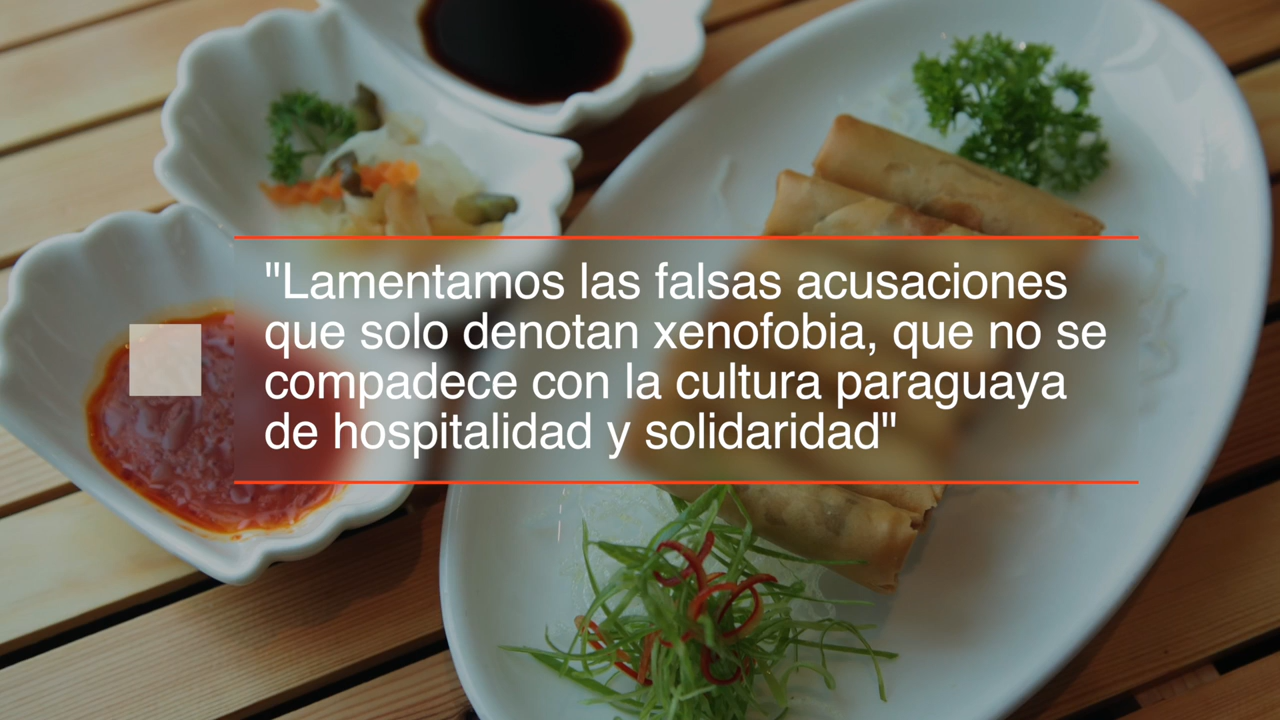 "Lamentamos las falsas acusaciones
que solo denotan xenofobia, que no se
compadece con la cultura paraguaya
de hospitalidad y solidaridad"